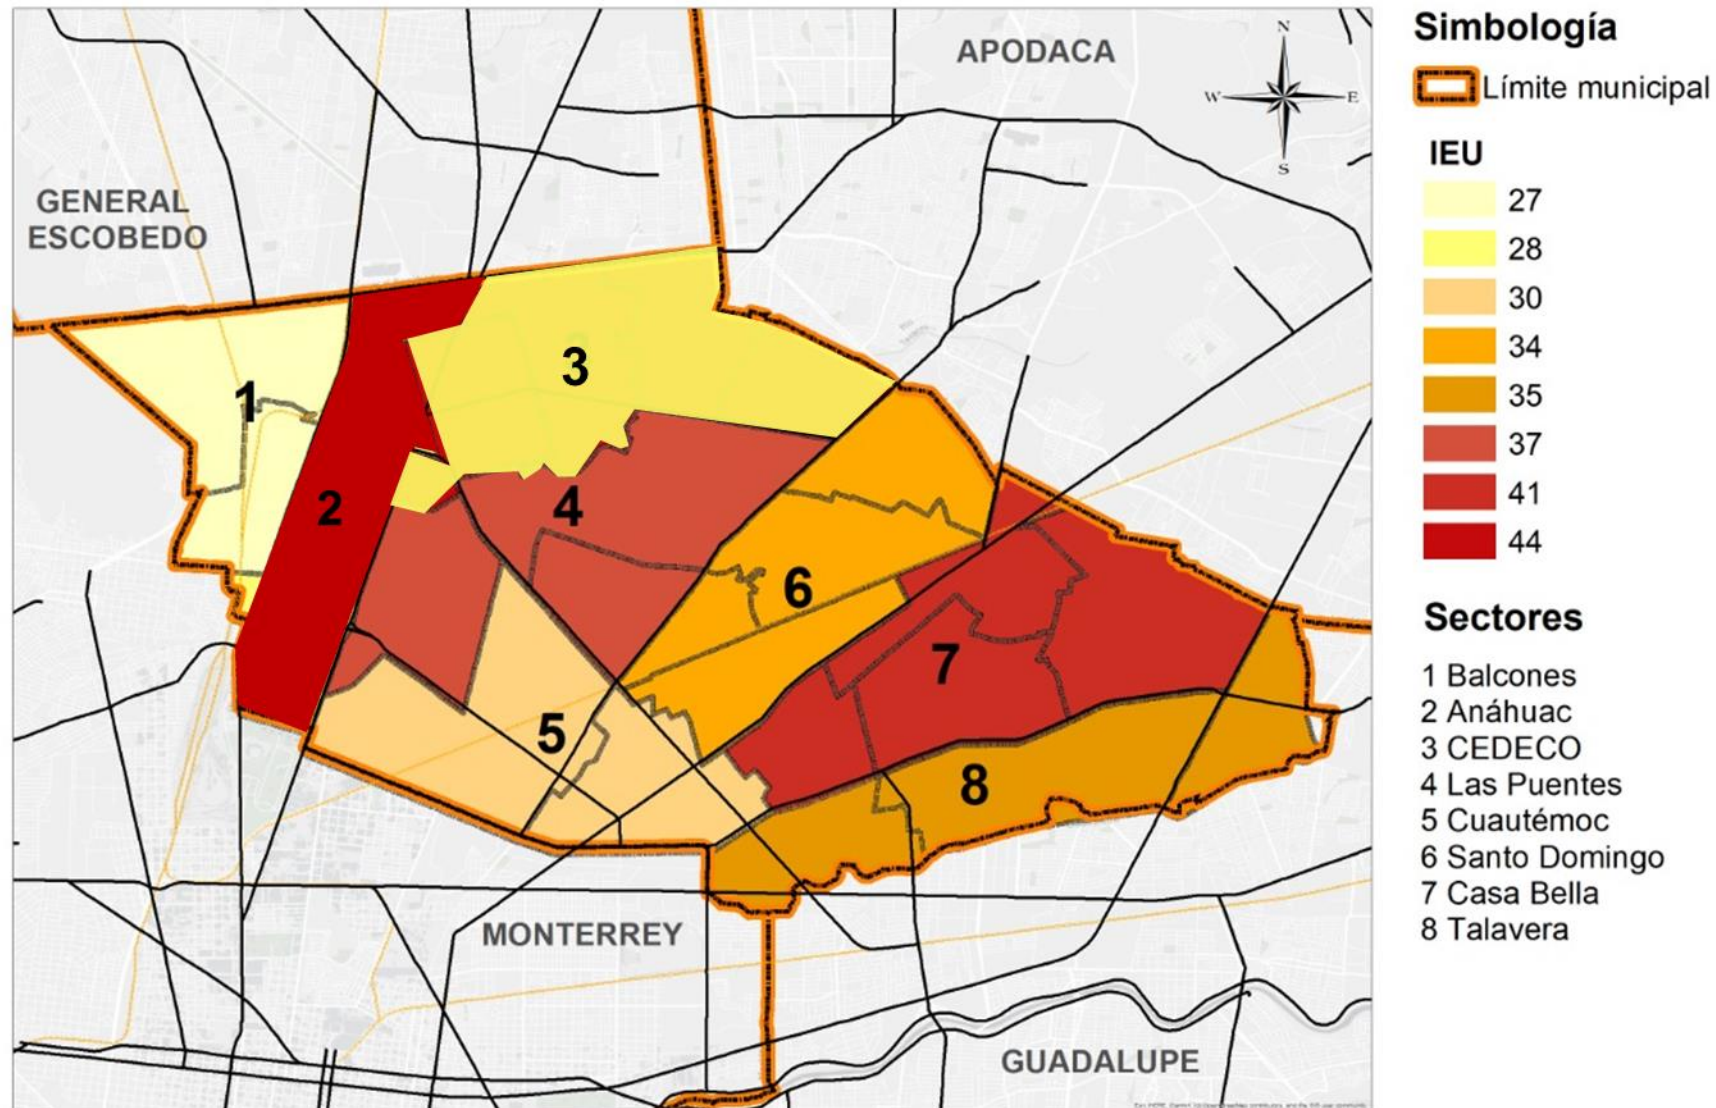 APODACA
N
W
E
S
GENERAL
ESCOBEDO
1
2
3
4
5
6
7
8
MONTERREY
GUADALUPE
Simbología
Límite municipal
IEU
27
28
30
34
35
37
41
44
Sectores
1 Balcones
2 Anáhuac
3 CEDECO
4 Las Puentes
5 Cuautémoc
6 Santo Domingo
7 Casa Bella
8 Talavera